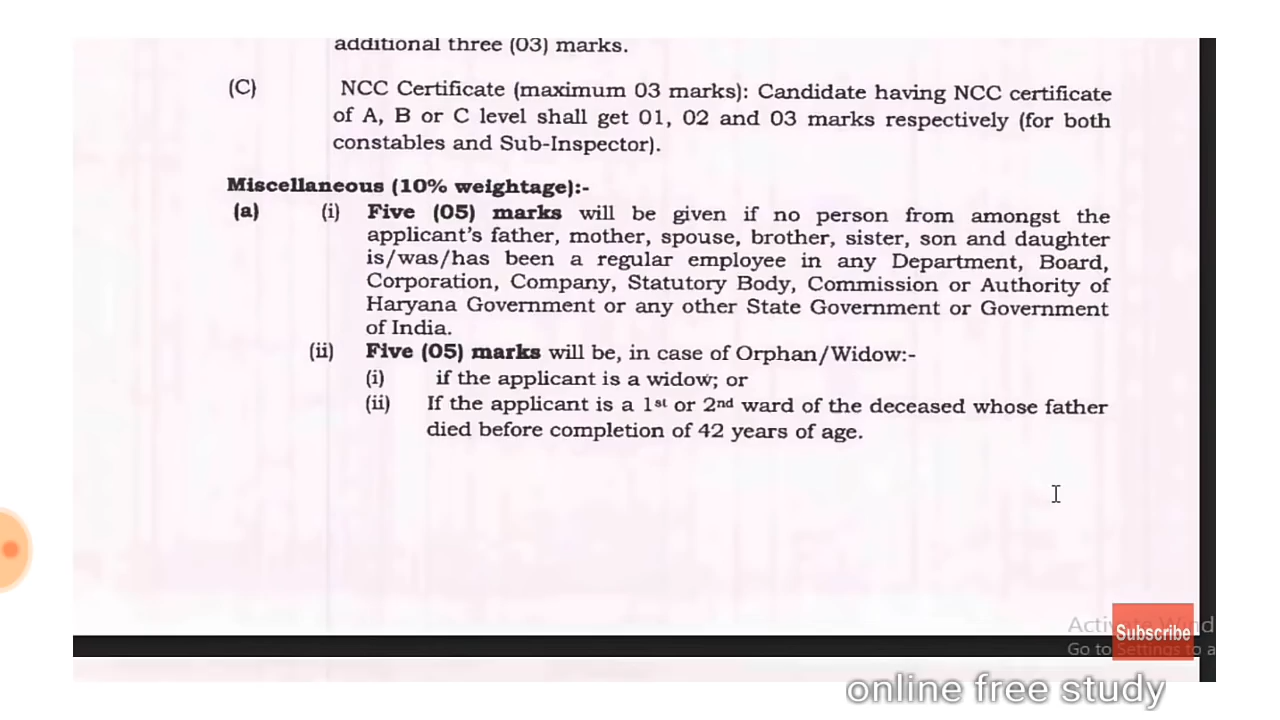 additional three (03) marks.
(C) NCC Certificate (maximum 03 marks): Candidate having NCC certificate
of A, B or C level shall get 01, 02 and 03 marks respectively (for both
constables and Sub-Inspector).
Miscellaneous (10% weightage):-
(a) (i) Five (05) marks will be given if no person from amongst the
applicant's father, mother, spouse, brother, sister, son and daughter
is/was/has been a regular employee in any Department, Board,
Corporation, Company, Statutory Body, Commission or Authority of
Haryana Government or any other State Government or Government
of India.
(ii) Five (05) marks will be, in case of Orphan/Widow:-
(i) if the applicant is a widow; or
(ii) If the applicant is a 1st or 2nd ward of the deceased whose father
died before completion of 42 years of age.
Subscribe
Go to Settings to a
online free study